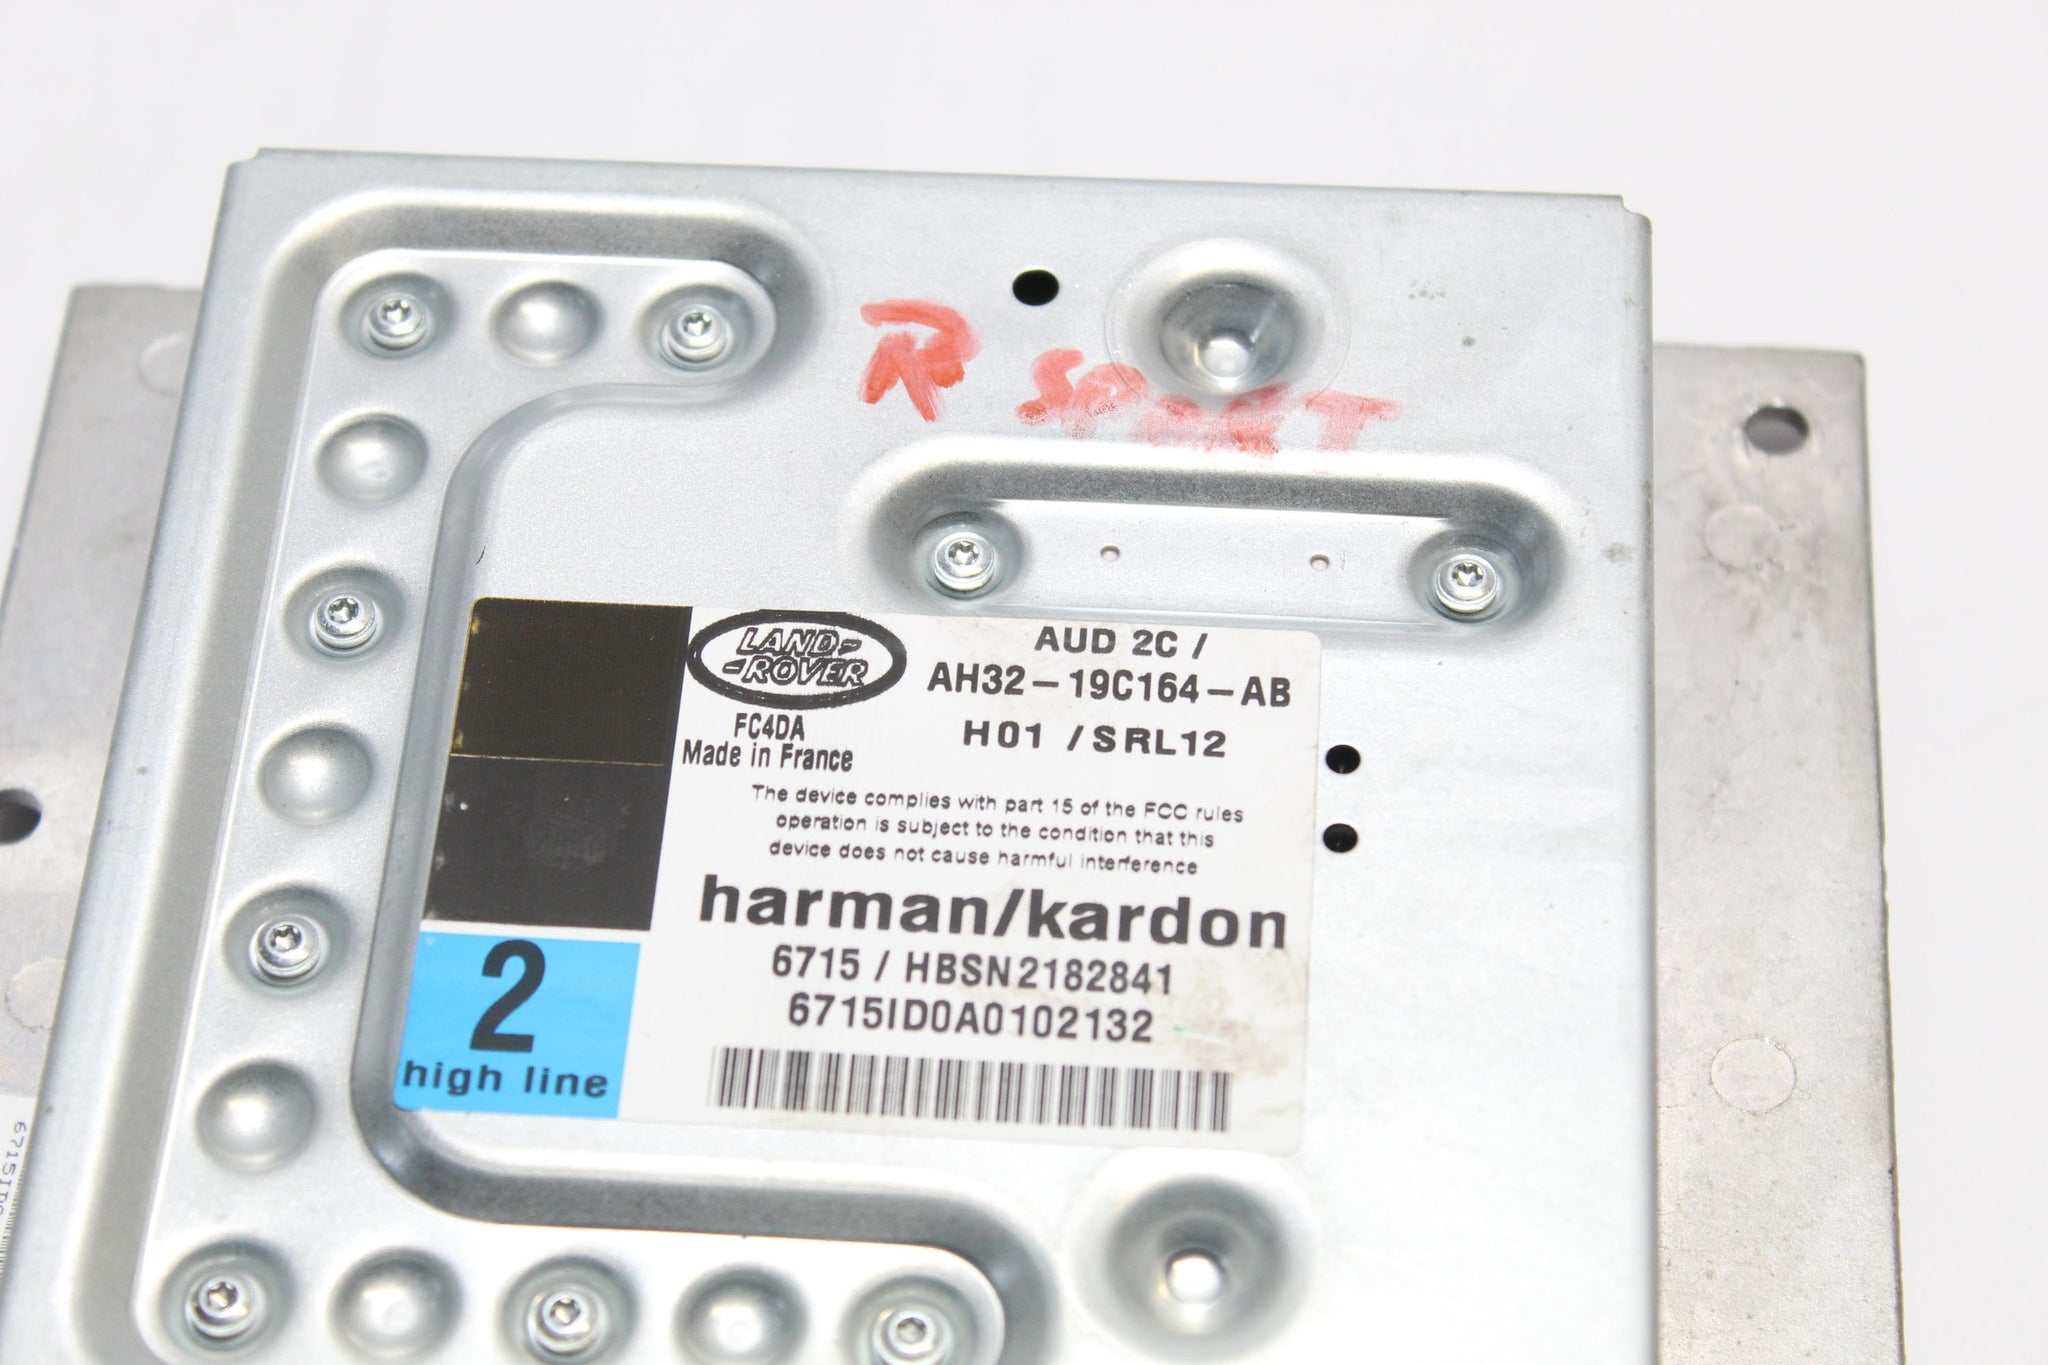 R SPORT
LAND-
-ROVER
FC4DA
Made in France
AUD 2C /
AH32-19C164-AB
H01 /SRL12
The device complies with part 15 of the FCC rules
operation is subject to the condition that this
device does not cause harmful interference
harman/kardon
6715 / HBSN2182841
6715ID0A0102132
2
high line